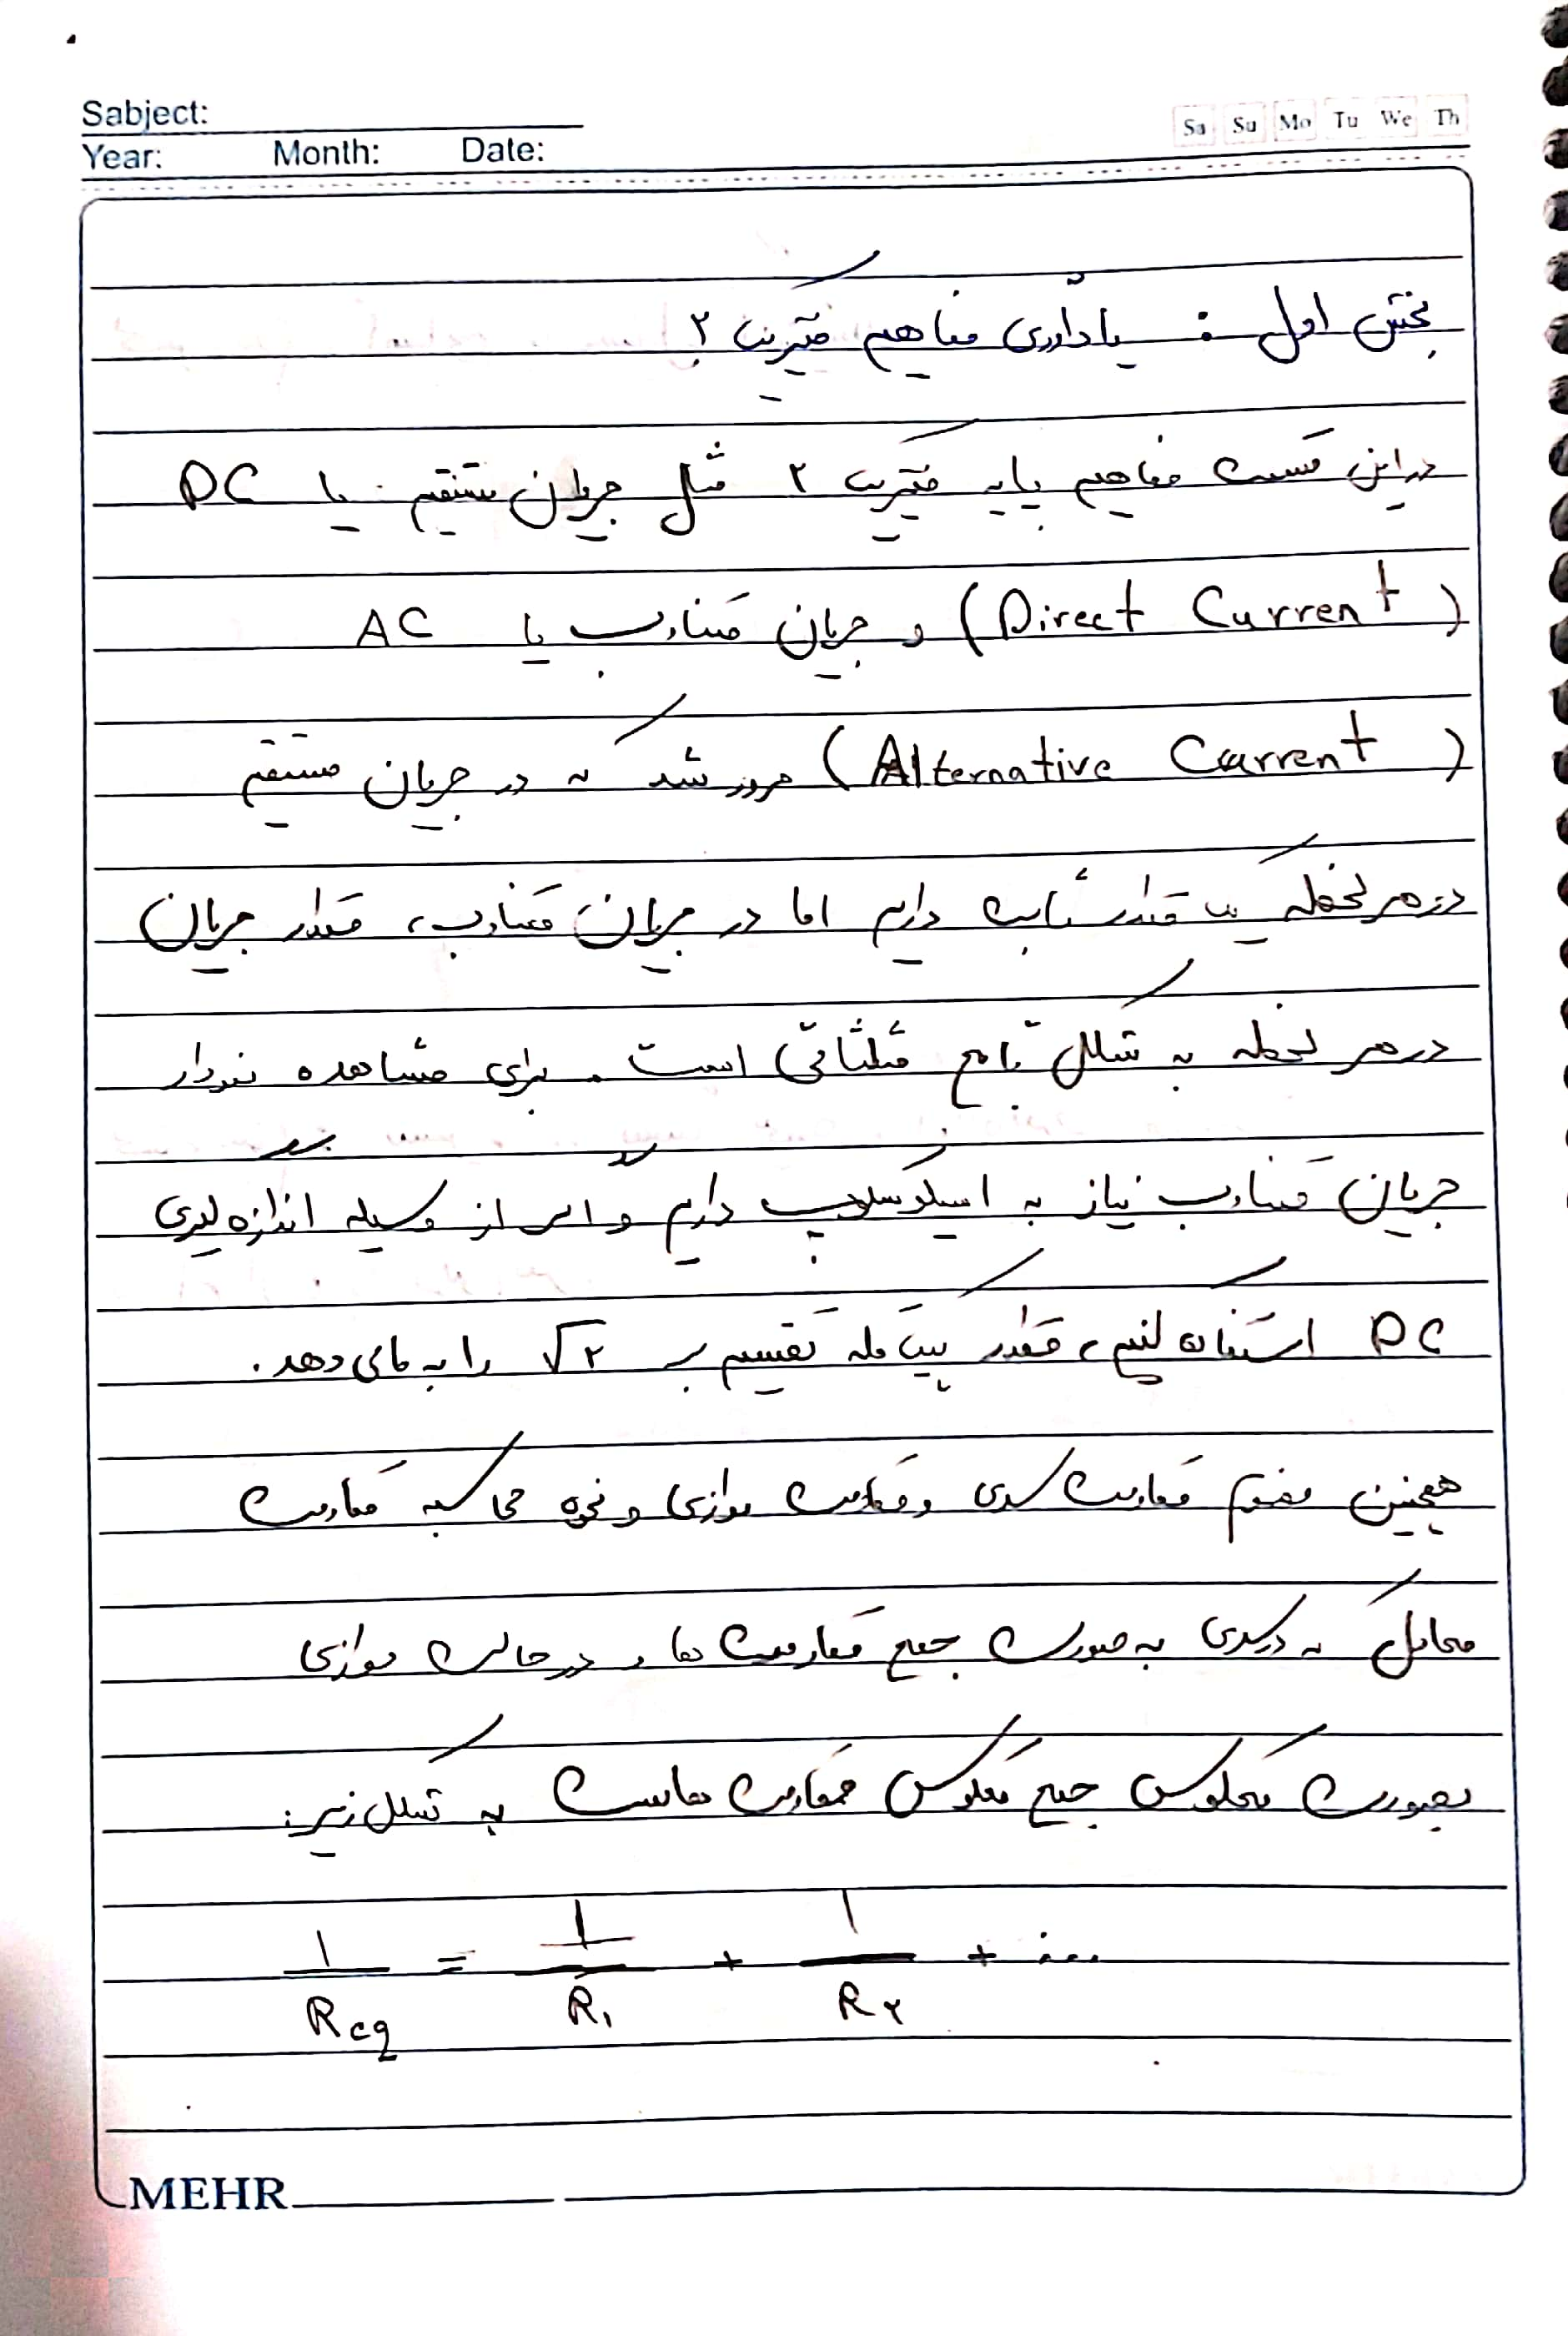 Sabject:
Sa Su Mo Tu We Th
Year: Month: Date:
بخش اول : یادآوری مفاهیم فیزیک ۲
در این قسمت مفاهیم پایه فیزیک ۲ مثل جریان مستقیم یا DC
(Direct Current) و جریان متناوب یا AC
(Alternative Current) مرور شد که در جریان مستقیم
در هر لحظه یک مقدار ثابت داریم اما در جریان متناوب، مقدار جریان
در هر لحظه به شکل تابع مثلثاتی است. برای مشاهده نمودار
جریان متناوب نیاز به اسیلوسکوپ داریم و اگر از وسیله اندازه گیری
DC استفاده کنیم، مقدار پیک تقسیم بر √۲ را به ما می دهد.
همچنین مفهوم مقاومت سری و مقاومت موازی و نحوه محاسبه مقاومت
معادل که در سری به صورت جمع مقاومت ها و در حالت موازی
بصورت معکوس جمع معکوس مقاومت هاست به شکل زیر:
1/Req = 1/R۱ + 1/R۲ + ...
MEHR